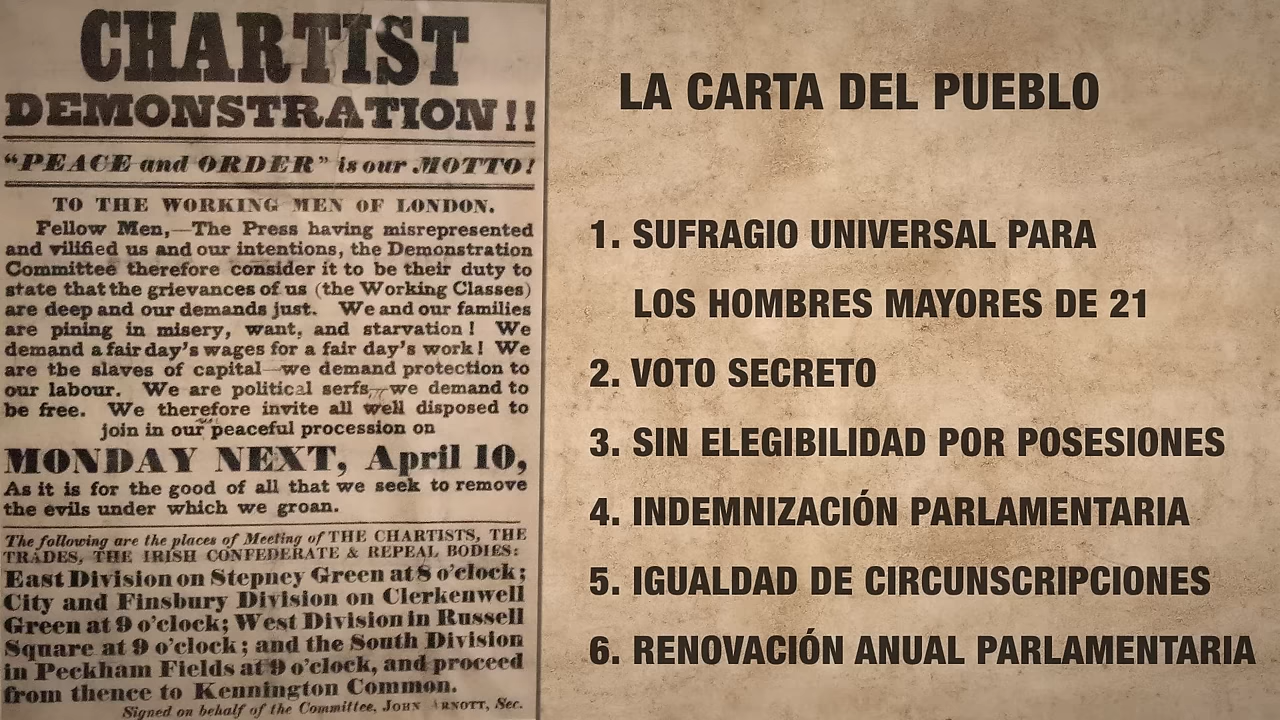 CHARTIST
DEMONSTRATION!!
"PEACE and ORDER" is our MOTTO!
TO THE WORKING MEN OF LONDON.
Fellow Men,—The Press having misrepresented
and vilified us and our intentions, the Demonstration
Committee therefore consider it to be their duty to
state that the grievances of us (the Working Classes)
are deep and our demands just. We and our families
are pining in misery, want, and starvation! We
demand a fair day's wages for a fair day's work! We
are the slaves of capital—we demand protection to
our labour. We are political serfs,—we demand to
be free. We therefore invite all well disposed to
join in our peaceful procession on
MONDAY NEXT, April 10,
As it is for the good of all that we seek to remove
the evils under which we groan.
The following are the places of Meeting of THE CHARTISTS, THE
TRADES, THE IRISH CONFEDERATE & REPEAL BODIES:
East Division on Stepney Green at 8 o'clock;
City and Finsbury Division on Clerkenwell
Green at 9 o'clock; West Division in Russell
Square at 9 o'clock; and the South Division
in Peckham Fields at 9 o'clock, and proceed
from thence to Kennington Common.
Signed on behalf of the Committee, JOHN ARNOTT, Sec.
LA CARTA DEL PUEBLO
1. SUFRAGIO UNIVERSAL PARA
LOS HOMBRES MAYORES DE 21
2. VOTO SECRETO
3. SIN ELEGIBILIDAD POR POSESIONES
4. INDEMNIZACIÓN PARLAMENTARIA
5. IGUALDAD DE CIRCUNSCRIPCIONES
6. RENOVACIÓN ANUAL PARLAMENTARIA